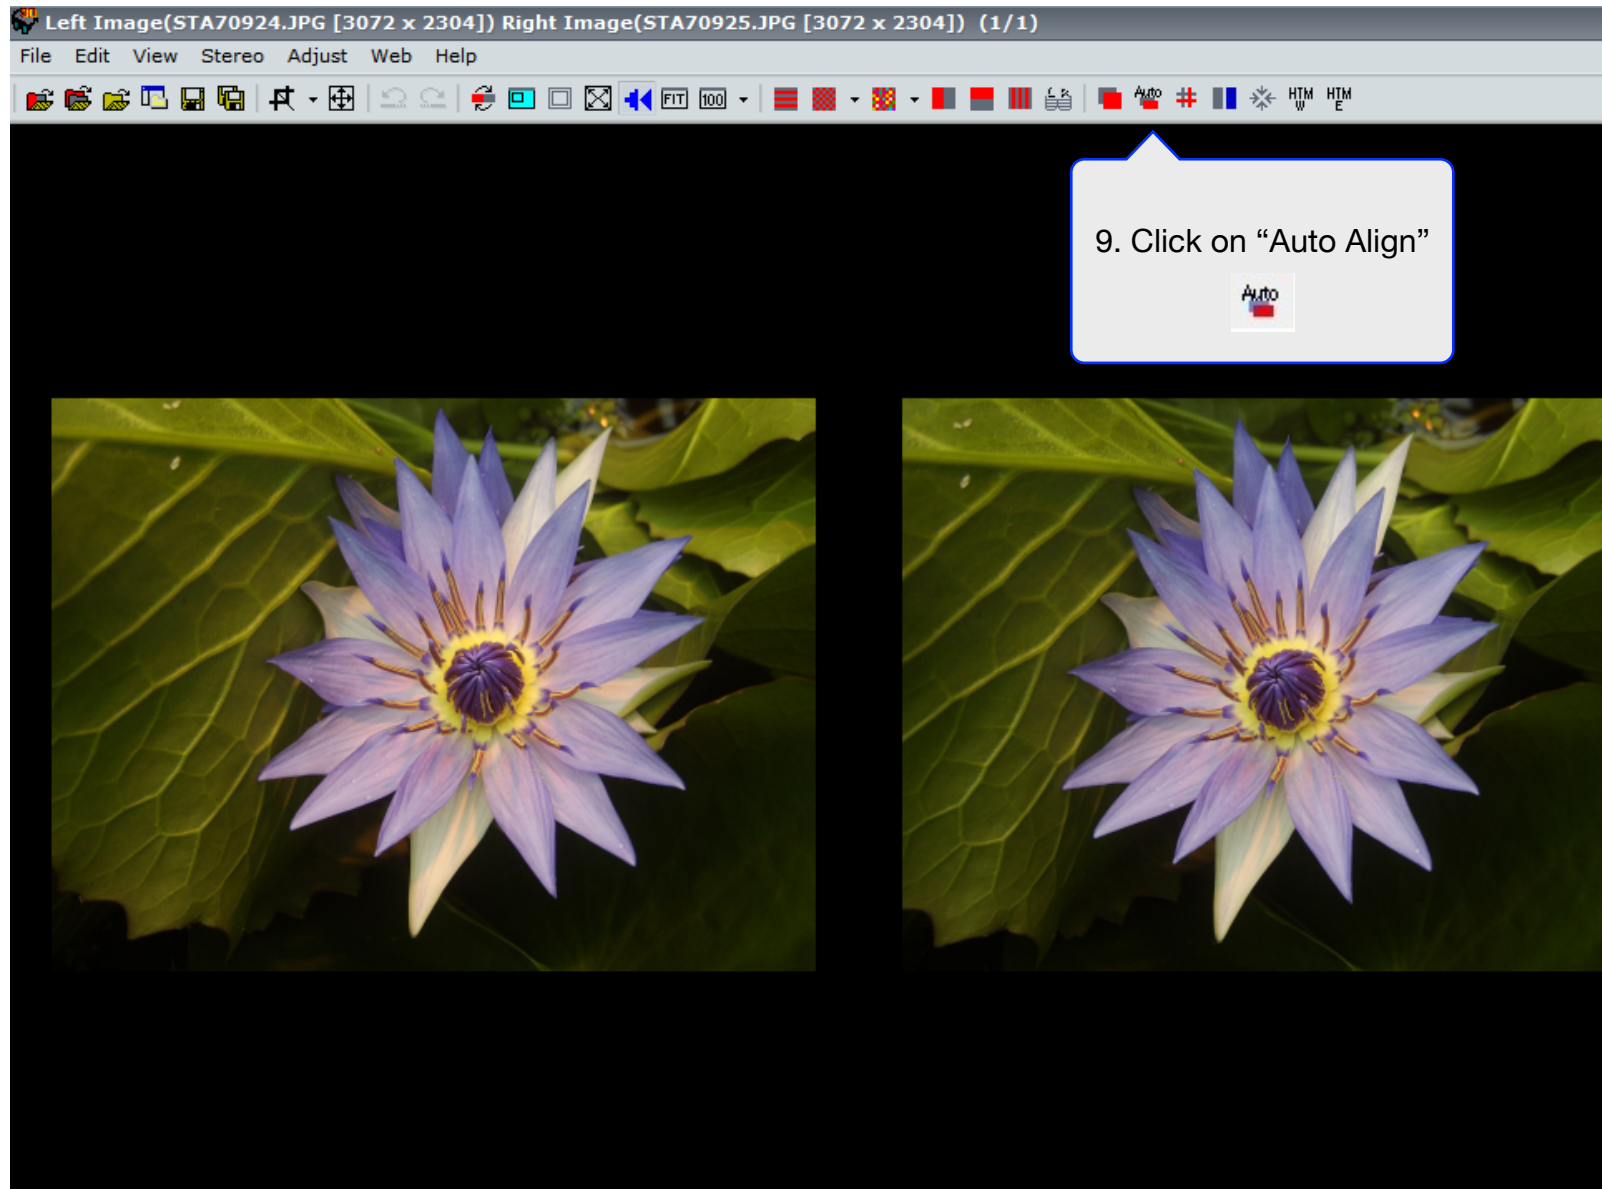 Left Image(STA70924.JPG [3072 x 2304]) Right Image(STA70925.JPG [3072 x 2304])  (1/1)
File Edit View Stereo Adjust Web Help
FIT 100 L R Auto HTM W HTM E
9. Click on “Auto Align”
Auto